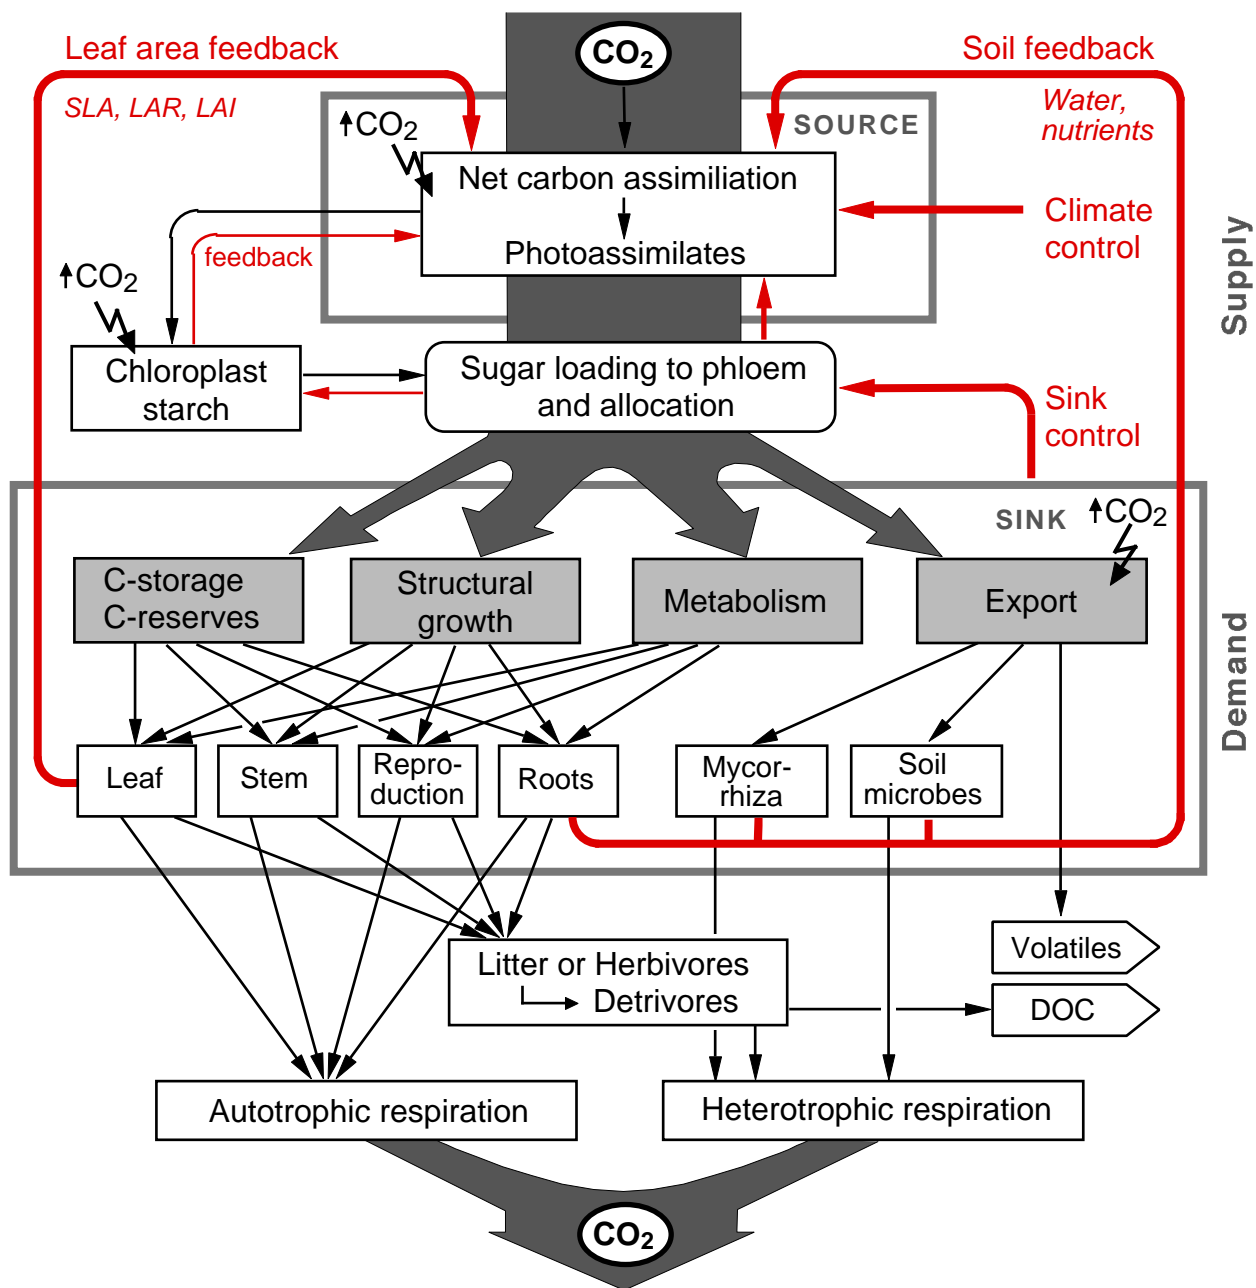 Leaf area feedback
CO2
Soil feedback
SLA, LAR, LAI
Water,
nutrients
CO2
SOURCE
Net carbon assimiliation
Photoassimilates
Climate
control
feedback
Supply
CO2
Chloroplast
starch
Sugar loading to phloem
and allocation
Sink
control
SINK
CO2
C-storage
C-reserves
Structural
growth
Metabolism
Export
Demand
Leaf
Stem
Repro-
duction
Roots
Mycor-
rhiza
Soil
microbes
Litter or Herbivores
Detrivores
Volatiles
DOC
Autotrophic respiration
Heterotrophic respiration
CO2